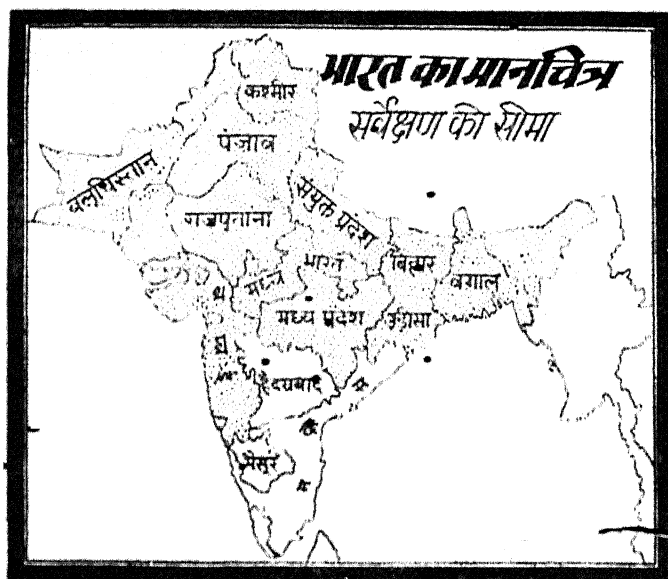 भारत का मानचित्र
सर्वेक्षण की सीमा
कश्मीर
पंजाब
बलूचिस्तान
संयुक्त प्रदेश
राजपूताना
मध्य
भारत
बिहार
बंगाल
मध्य प्रदेश
उड़ीसा
हैदराबाद
मैसूर